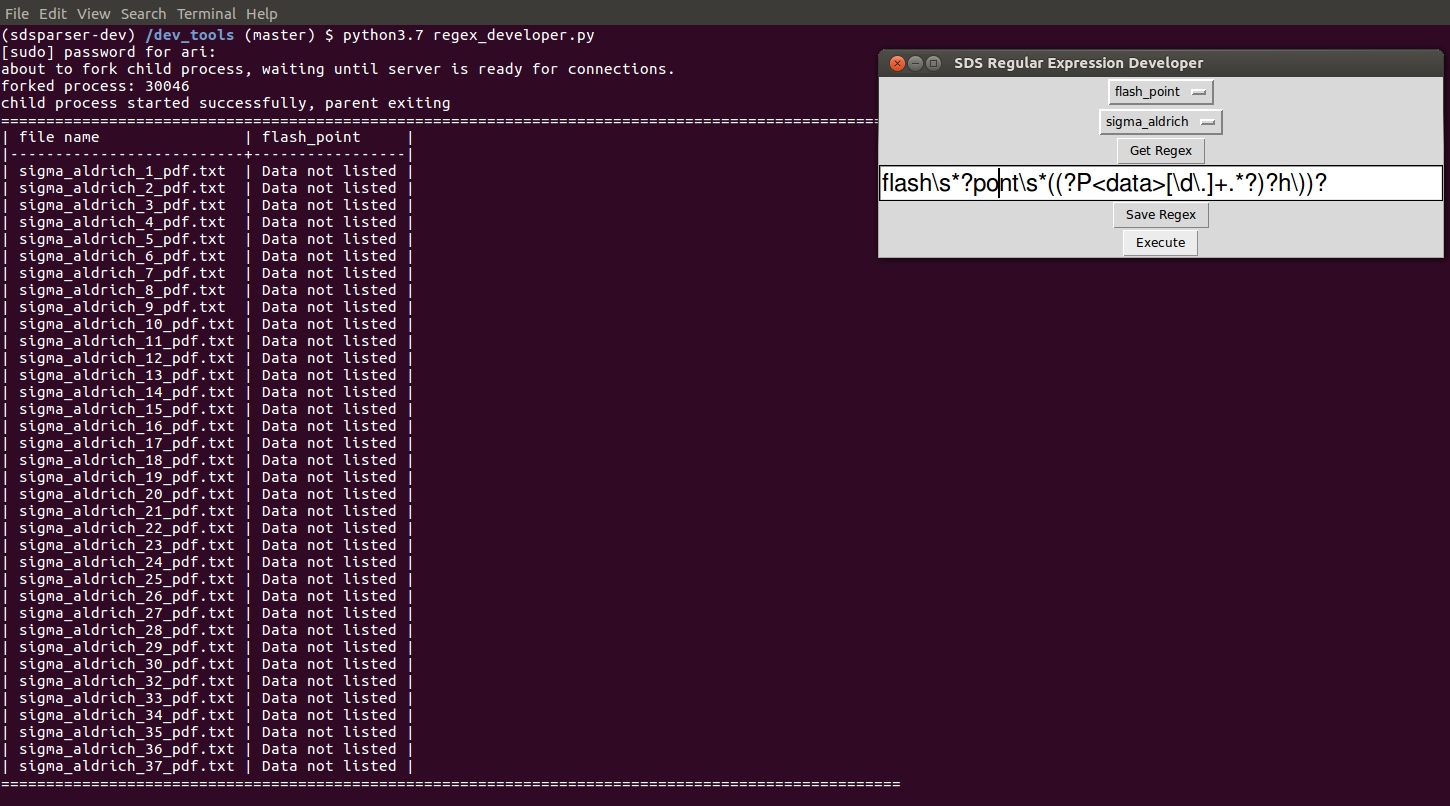 File Edit View Search Terminal Help
(sdsparser-dev) /dev_tools (master) $ python3.7 regex_developer.py
[sudo] password for ari:
about to fork child process, waiting until server is ready for connections.
forked process: 30046
child process started successfully, parent exiting
====================================================================================================
| file name                | flash_point     |
|--------------------------+-----------------|
| sigma_aldrich_1_pdf.txt  | Data not listed |
| sigma_aldrich_2_pdf.txt  | Data not listed |
| sigma_aldrich_3_pdf.txt  | Data not listed |
| sigma_aldrich_4_pdf.txt  | Data not listed |
| sigma_aldrich_5_pdf.txt  | Data not listed |
| sigma_aldrich_6_pdf.txt  | Data not listed |
| sigma_aldrich_7_pdf.txt  | Data not listed |
| sigma_aldrich_8_pdf.txt  | Data not listed |
| sigma_aldrich_9_pdf.txt  | Data not listed |
| sigma_aldrich_10_pdf.txt | Data not listed |
| sigma_aldrich_11_pdf.txt | Data not listed |
| sigma_aldrich_12_pdf.txt | Data not listed |
| sigma_aldrich_13_pdf.txt | Data not listed |
| sigma_aldrich_14_pdf.txt | Data not listed |
| sigma_aldrich_15_pdf.txt | Data not listed |
| sigma_aldrich_16_pdf.txt | Data not listed |
| sigma_aldrich_17_pdf.txt | Data not listed |
| sigma_aldrich_18_pdf.txt | Data not listed |
| sigma_aldrich_19_pdf.txt | Data not listed |
| sigma_aldrich_20_pdf.txt | Data not listed |
| sigma_aldrich_21_pdf.txt | Data not listed |
| sigma_aldrich_22_pdf.txt | Data not listed |
| sigma_aldrich_23_pdf.txt | Data not listed |
| sigma_aldrich_24_pdf.txt | Data not listed |
| sigma_aldrich_25_pdf.txt | Data not listed |
| sigma_aldrich_26_pdf.txt | Data not listed |
| sigma_aldrich_27_pdf.txt | Data not listed |
| sigma_aldrich_28_pdf.txt | Data not listed |
| sigma_aldrich_29_pdf.txt | Data not listed |
| sigma_aldrich_30_pdf.txt | Data not listed |
| sigma_aldrich_32_pdf.txt | Data not listed |
| sigma_aldrich_33_pdf.txt | Data not listed |
| sigma_aldrich_34_pdf.txt | Data not listed |
| sigma_aldrich_35_pdf.txt | Data not listed |
| sigma_aldrich_36_pdf.txt | Data not listed |
| sigma_aldrich_37_pdf.txt | Data not listed |
====================================================================================================
SDS Regular Expression Developer
flash_point
sigma_aldrich
Get Regex
flash\s*?point\s*((?P<data>[\d\.]+.*?)?h\))?
Save Regex
Execute